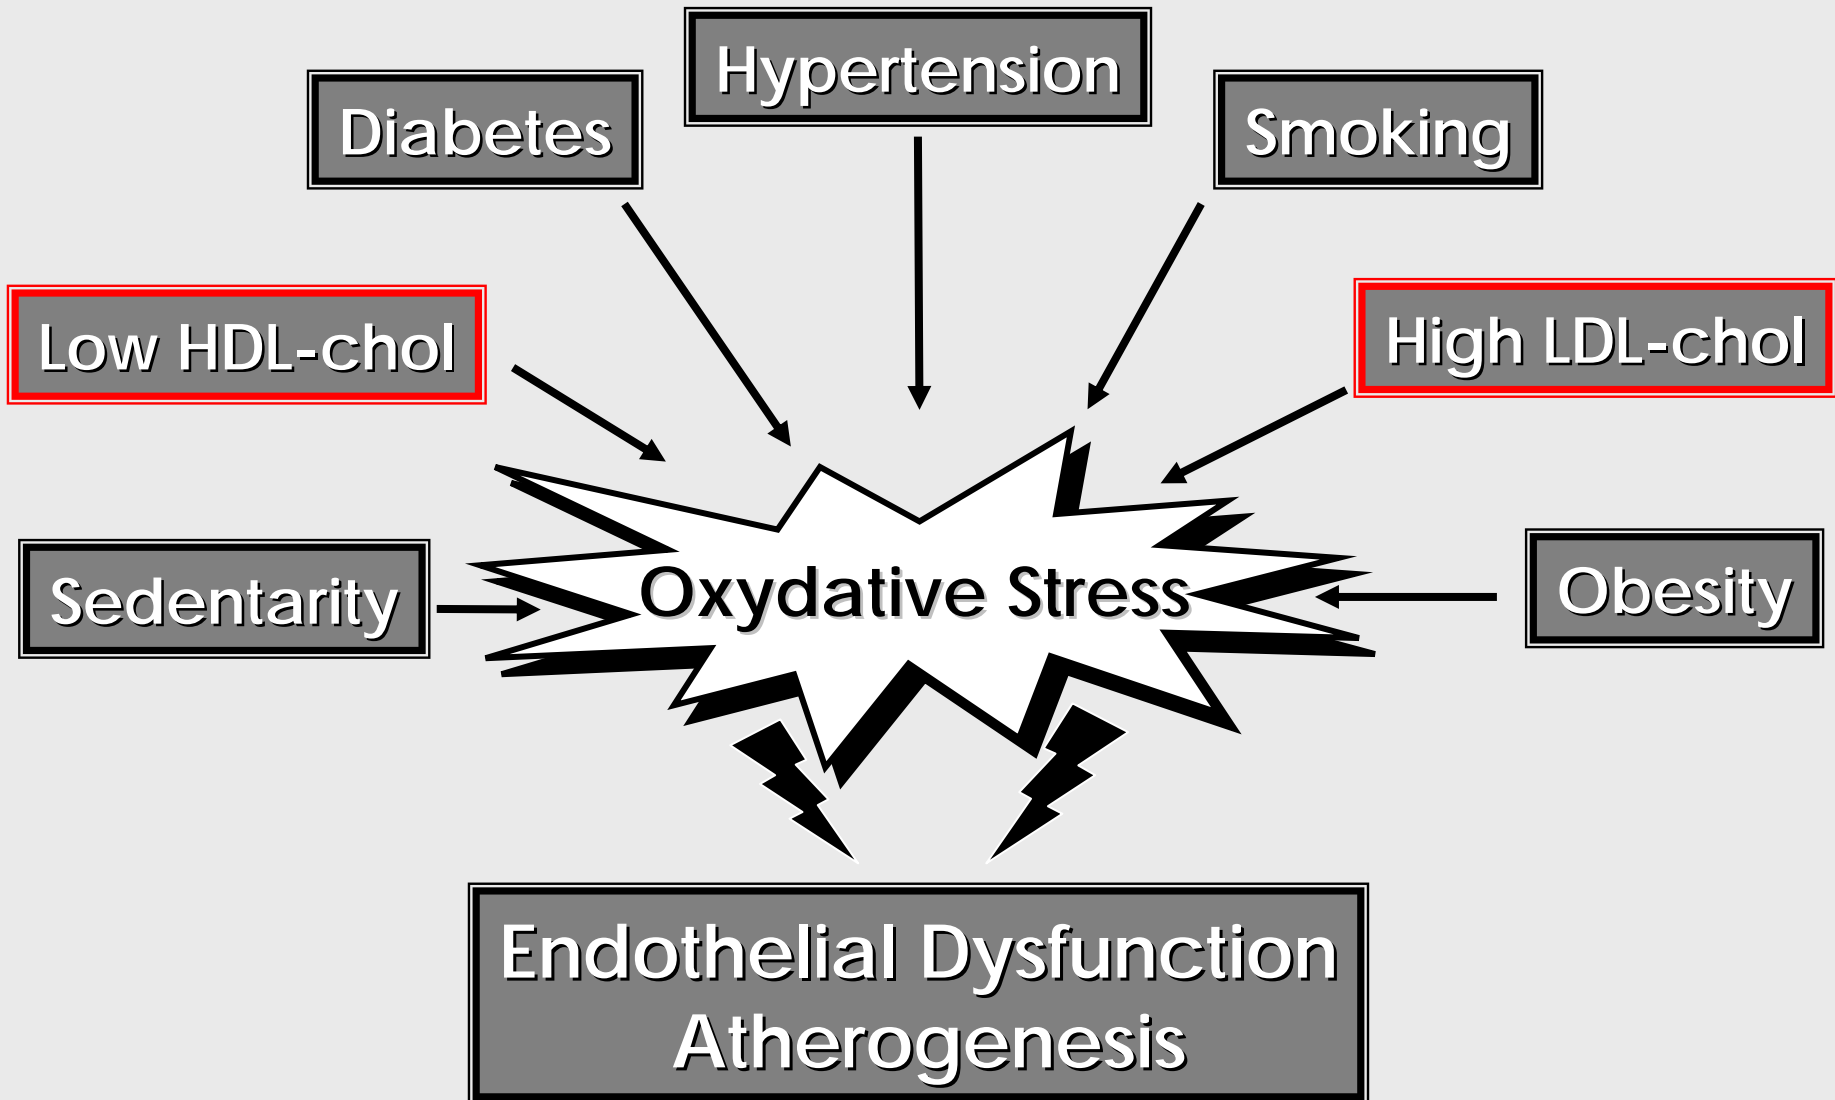 Hypertension
Diabetes
Smoking
Low HDL-chol
High LDL-chol
Sedentarity
Oxydative Stress
Obesity
Endothelial Dysfunction
Atherogenesis